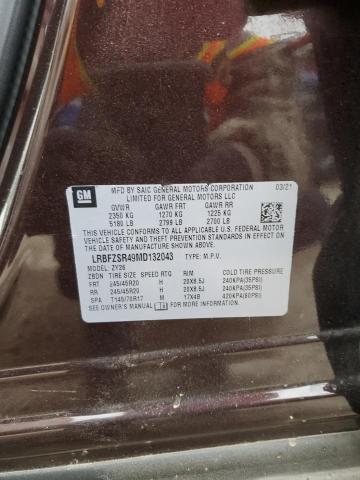 GM
MFD BY SAIC GENERAL MOTORS CORPORATION 03/21
LIMITED FOR GENERAL MOTORS LLC
GVWR GAWR FRT GAWR RR
2350 KG 1270 KG 1225 KG
5180 LB 2799 LB 2700 LB
THIS VEHICLE CONFORMS TO ALL APPLICABLE U.S. FEDERAL MOTOR VEHICLE SAFETY, BUMPER, AND THEFT PREVENTION STANDARDS IN EFFECT ON THE DATE OF MANUFACTURE SHOWN ABOVE.
LRBFZSR49MD132043 TYPE: M.P.V.
MODEL: 2Y26 COLD TIRE PRESSURE
ZBDN TIRE SIZE SPEED RTG RIM
FRT 245/45R20 H 20X8.5J 240KPA(35PSI)
RR 245/45R20 H 20X8.5J 240KPA(35PSI)
SPA T145/70R17 M 17X4B 420KPA(60PSI)
SEE OWNER'S MANUAL FOR MORE
INFORMATION.